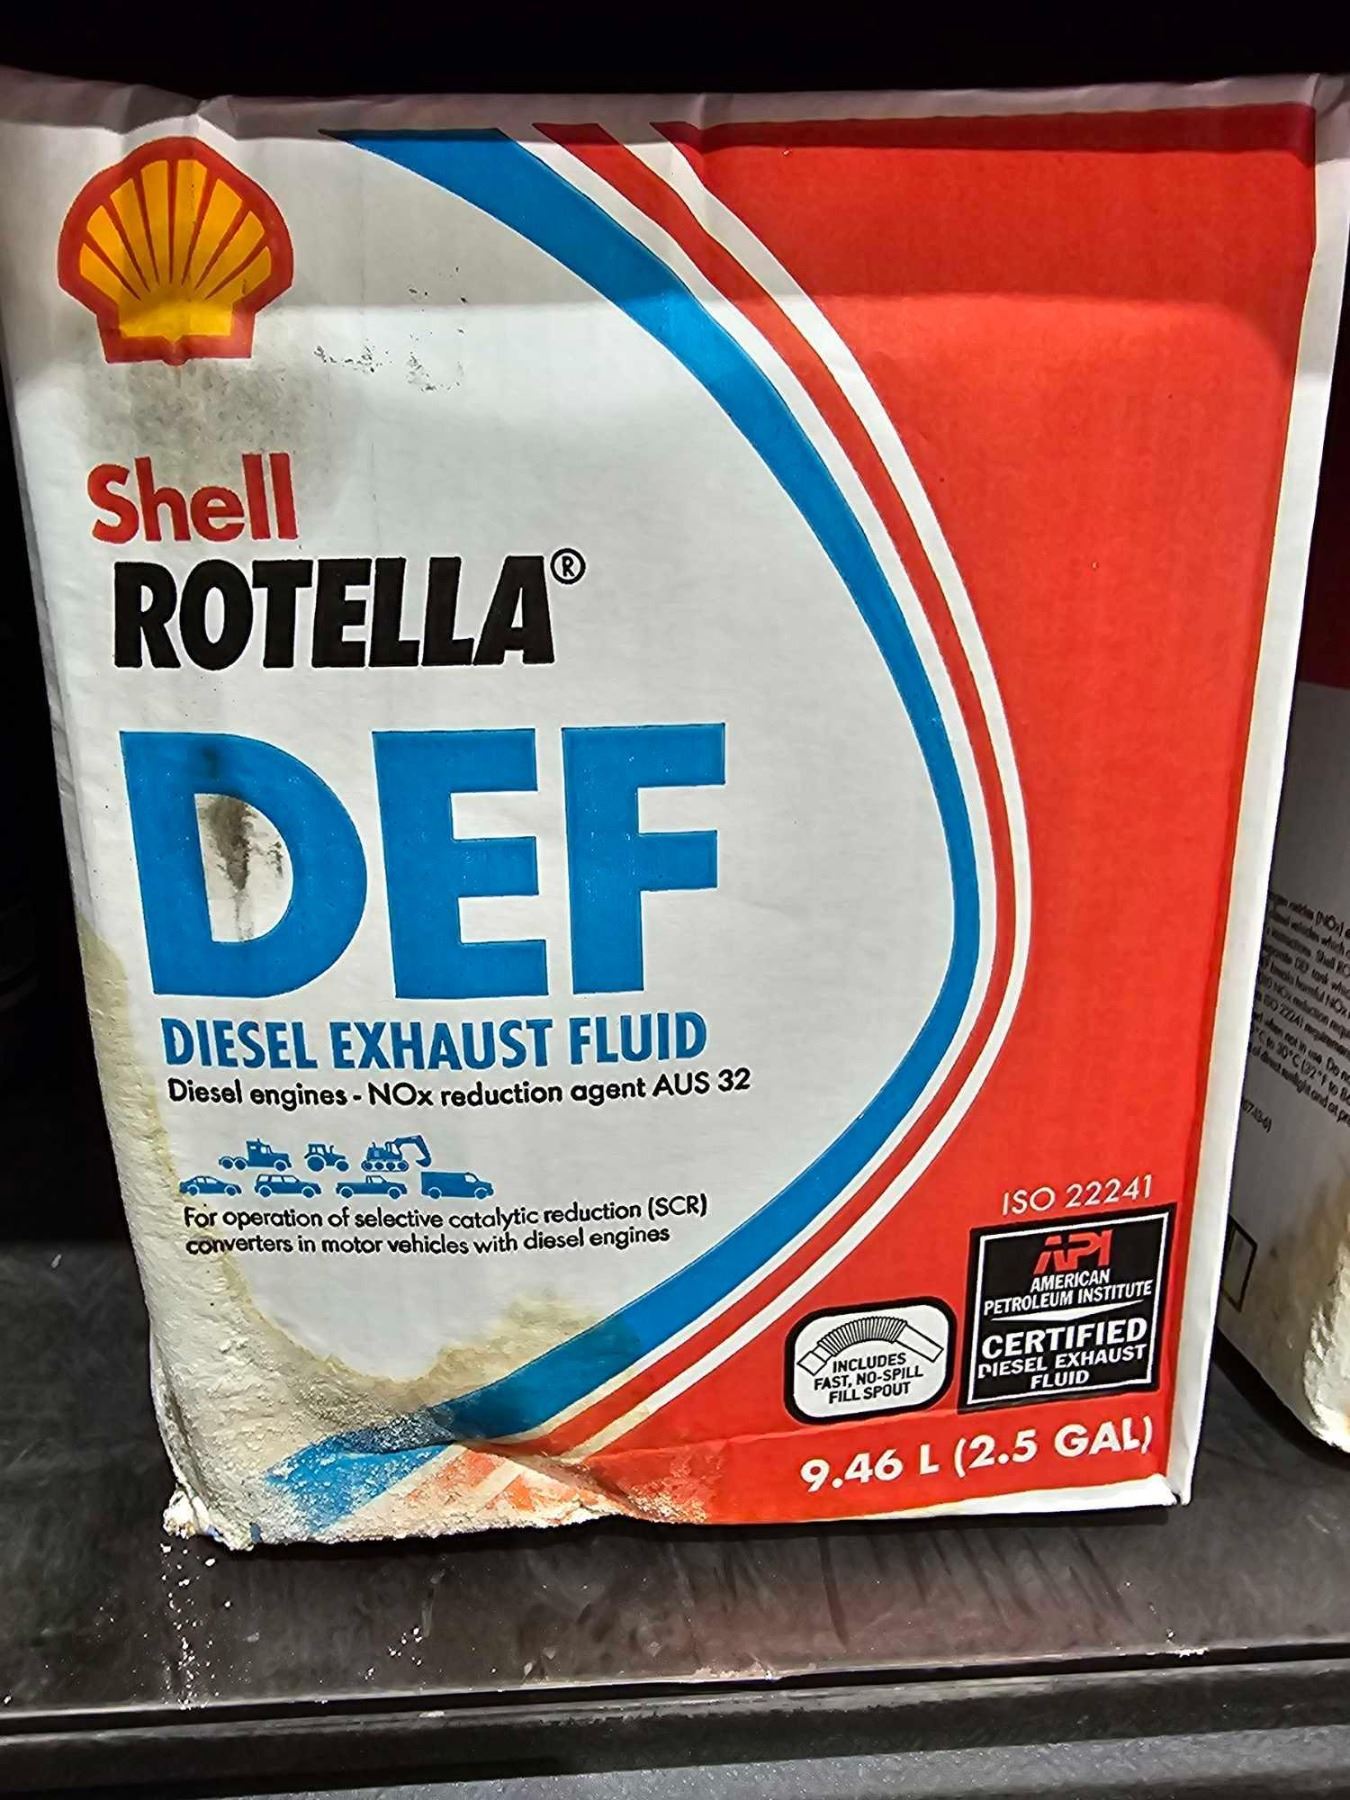 Shell
ROTELLA®
DEF
DIESEL EXHAUST FLUID
Diesel engines - NOx reduction agent AUS 32
For operation of selective catalytic reduction (SCR)
converters in motor vehicles with diesel engines
ISO 22241
API
AMERICAN
PETROLEUM INSTITUTE
CERTIFIED
DIESEL EXHAUST
FLUID
INCLUDES
FAST, NO-SPILL
FILL SPOUT
9.46 L (2.5 GAL)